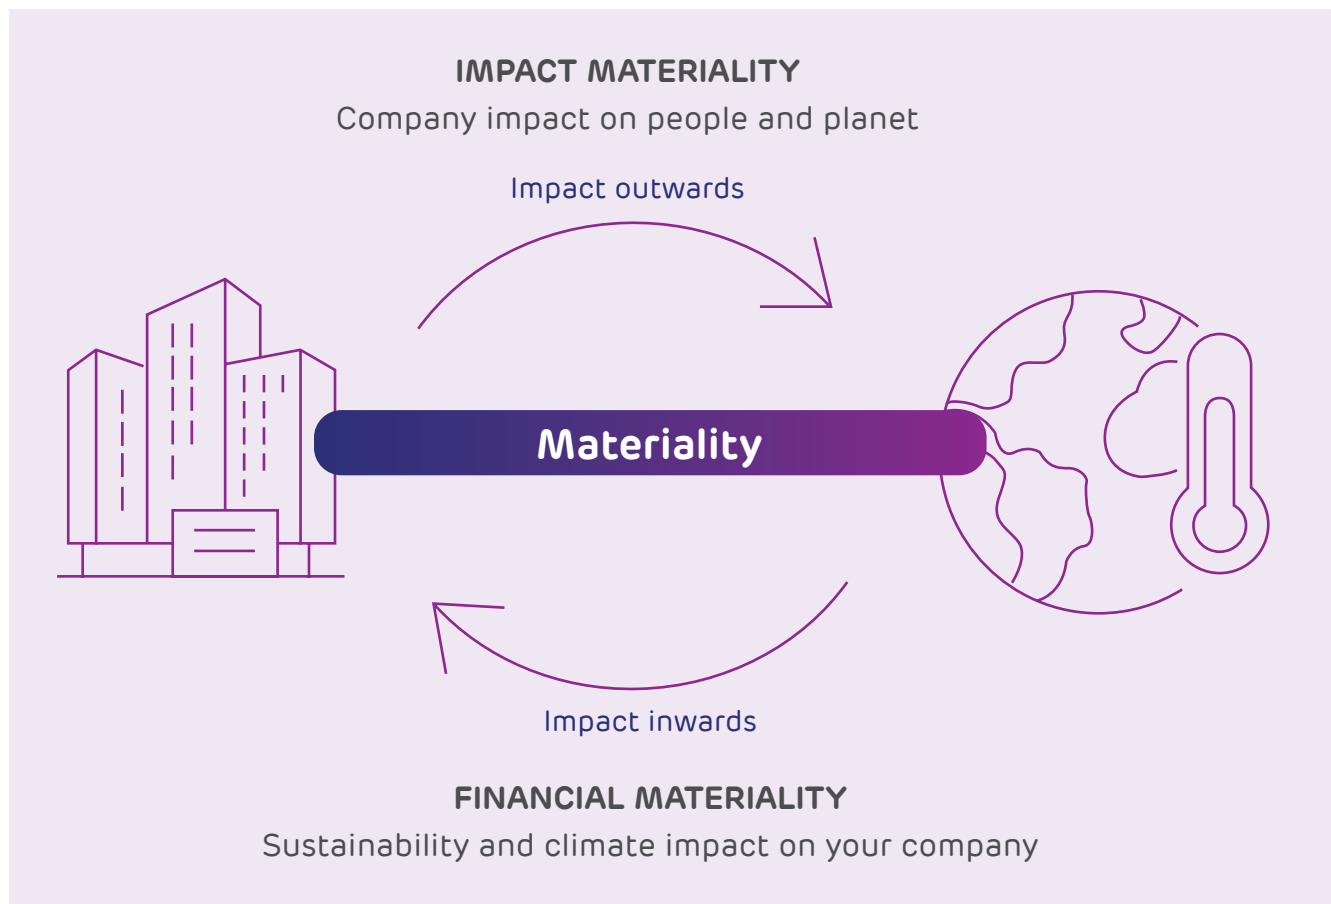 IMPACT MATERIALITY
Company impact on people and planet
Impact outwards
Materiality
Impact inwards
FINANCIAL MATERIALITY
Sustainability and climate impact on your company